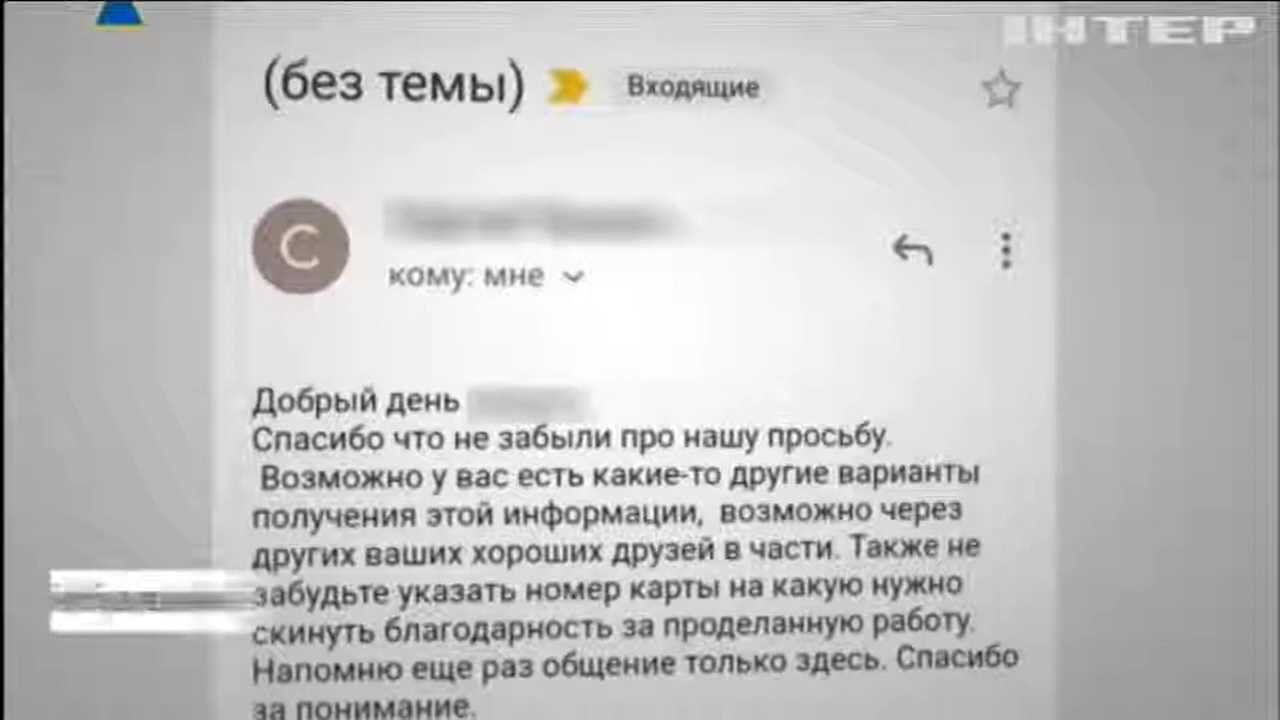 ІНТЕР
(без темы)
Входящие
С
кому: мне
Добрый день
Спасибо что не забыли про нашу просьбу.
Возможно у вас есть какие-то другие варианты
получения этой информации, возможно через
других ваших хороших друзей в части. Также не
забудьте указать номер карты на какую нужно
скинуть благодарность за проделанную работу.
Напомню еще раз общение только здесь. Спасибо
за понимание.